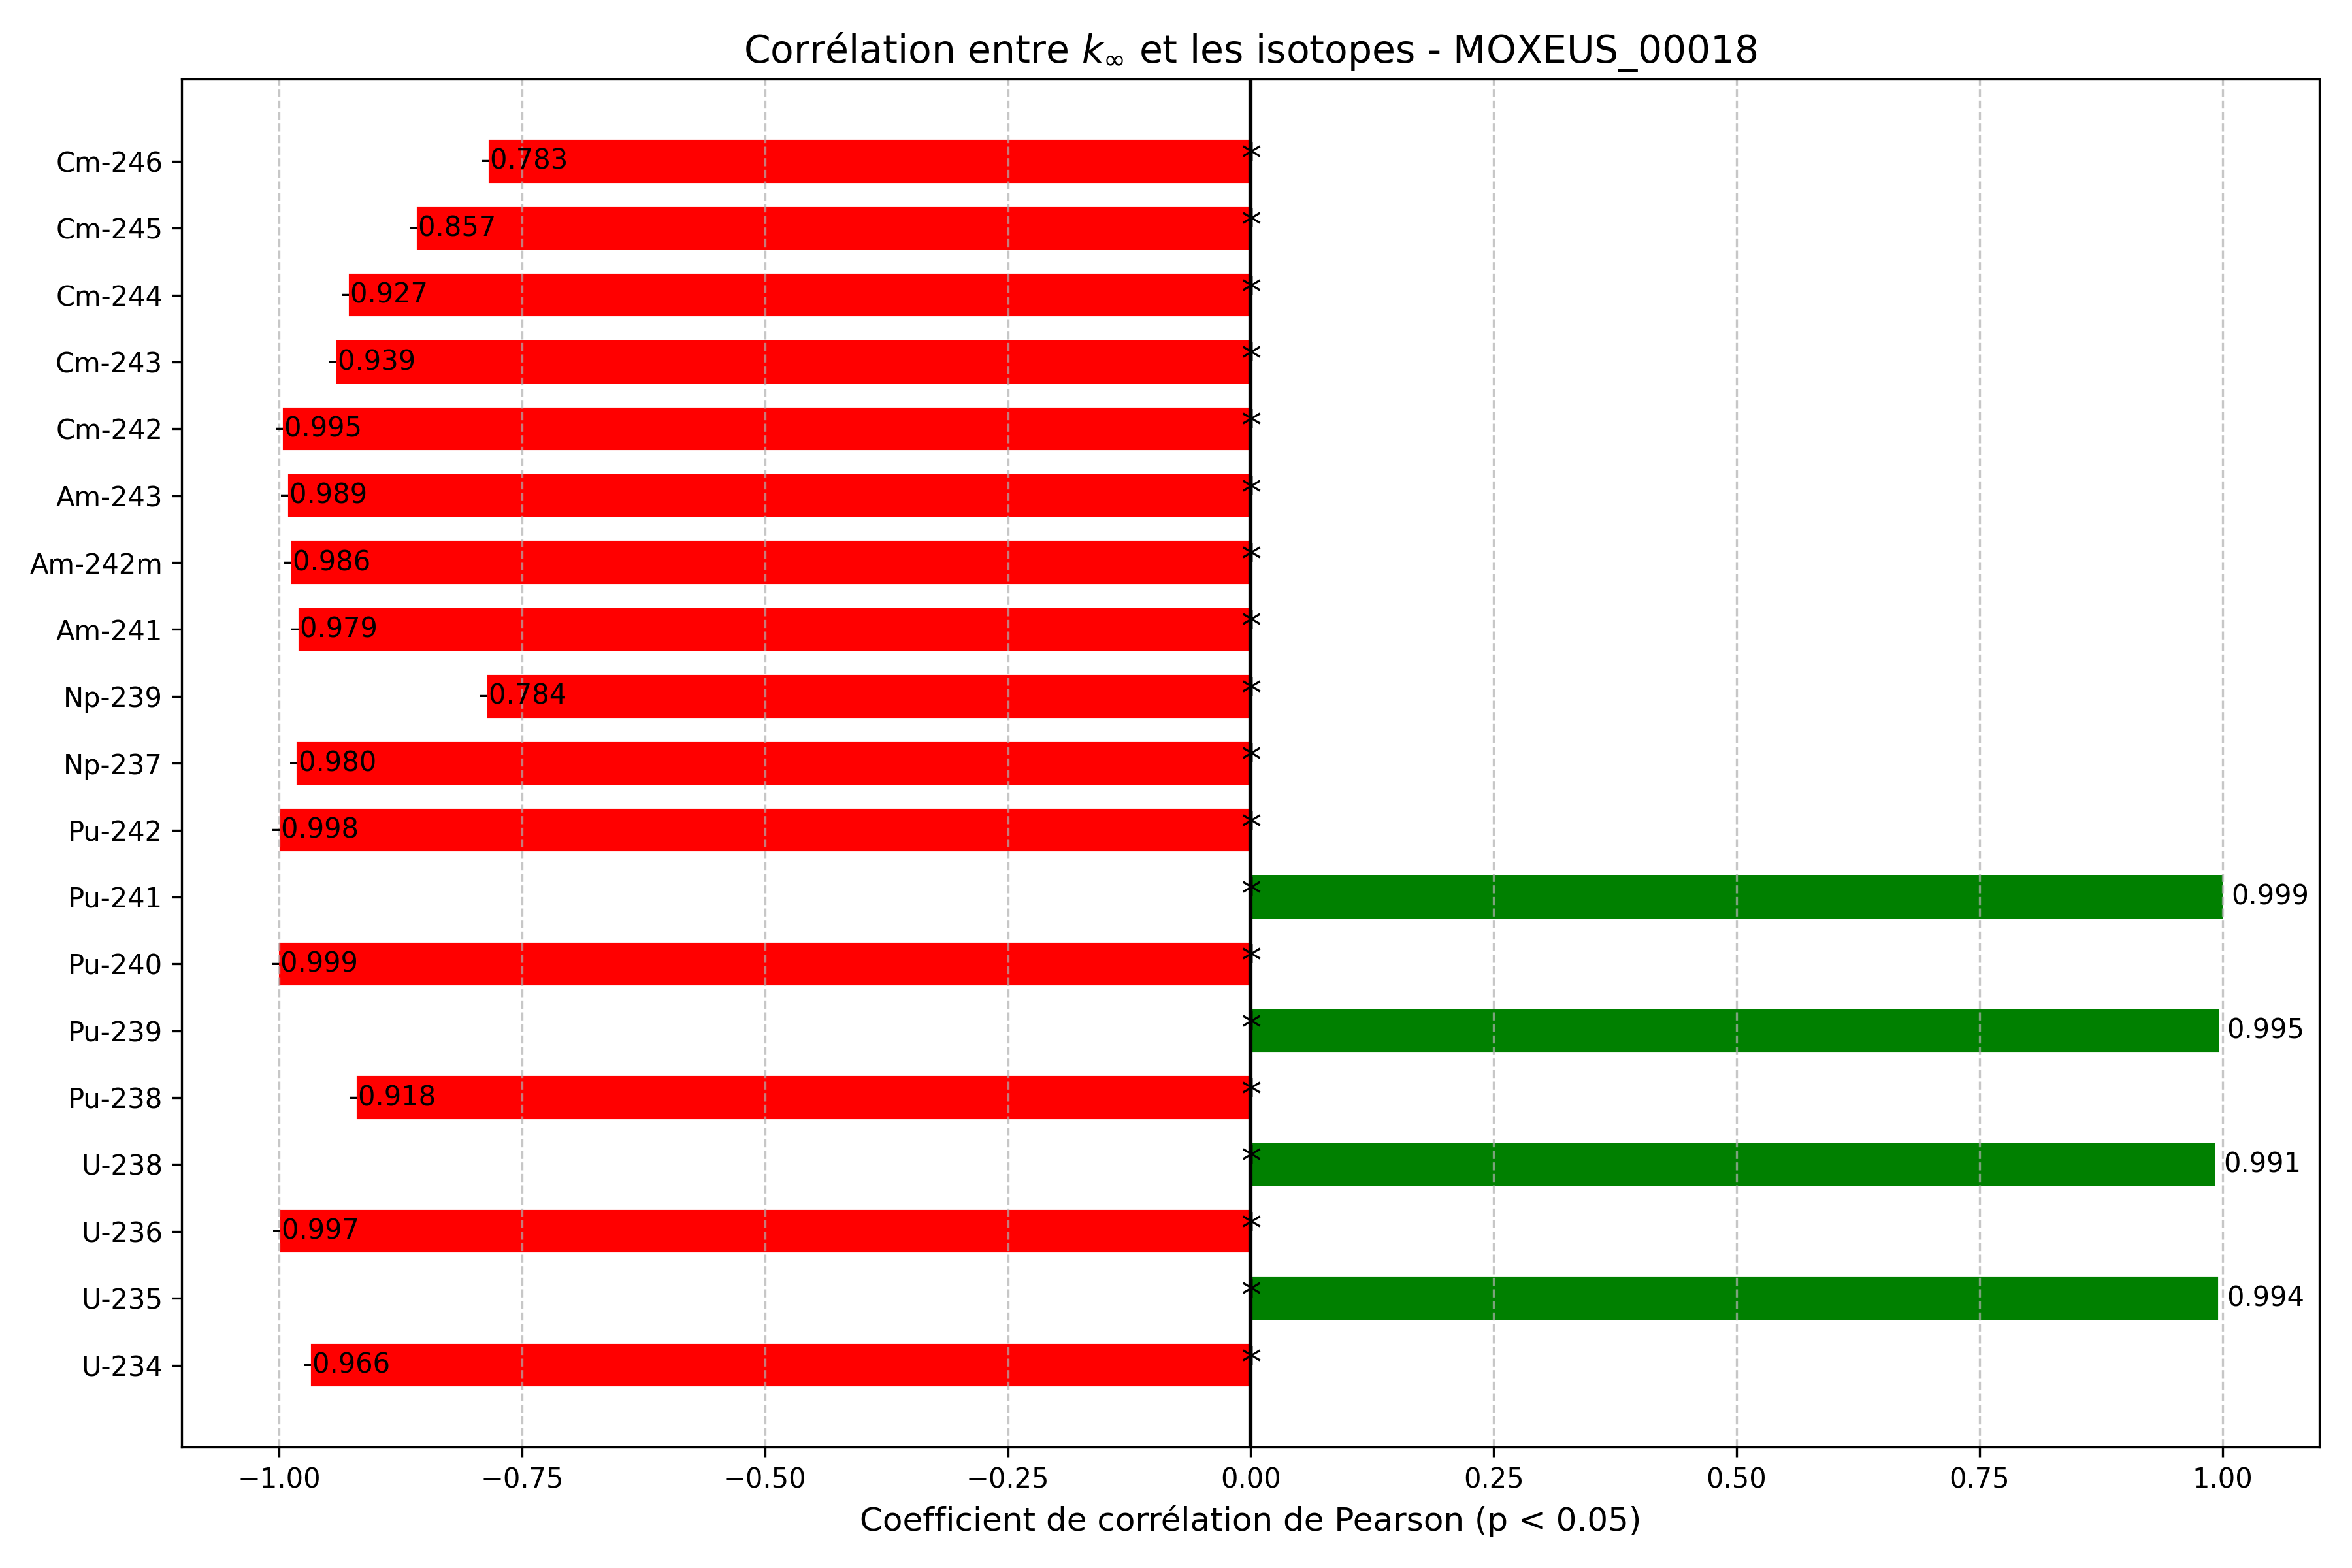 Corrélation entre k∞ et les isotopes - MOXEUS_00018
Cm-246 -0.783 *
Cm-245 -0.857 *
Cm-244 -0.927 *
Cm-243 -0.939 *
Cm-242 -0.995 *
Am-243 -0.989 *
Am-242m -0.986 *
Am-241 -0.979 *
Np-239 -0.784 *
Np-237 -0.980 *
Pu-242 -0.998 *
Pu-241 * 0.999
Pu-240 -0.999 *
Pu-239 * 0.995
Pu-238 -0.918 *
U-238 * 0.991
U-236 -0.997 *
U-235 * 0.994
U-234 -0.966 *
−1.00 −0.75 −0.50 −0.25 0.00 0.25 0.50 0.75 1.00
Coefficient de corrélation de Pearson (p < 0.05)